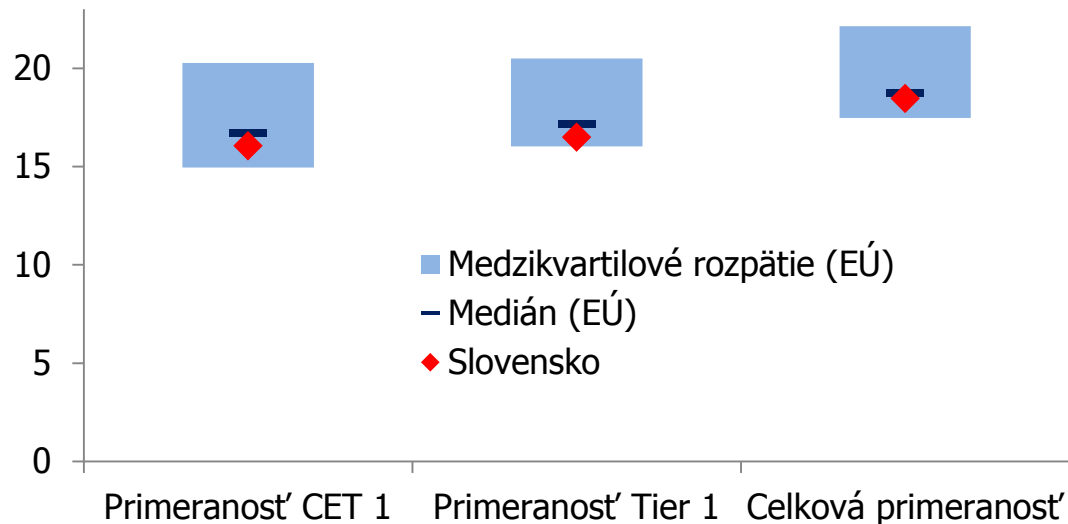 20
15
10
5
0
Medzikvartilové rozpätie (EÚ)
Medián (EÚ)
Slovensko
Primeranosť CET 1
Primeranosť Tier 1
Celková primeranosť